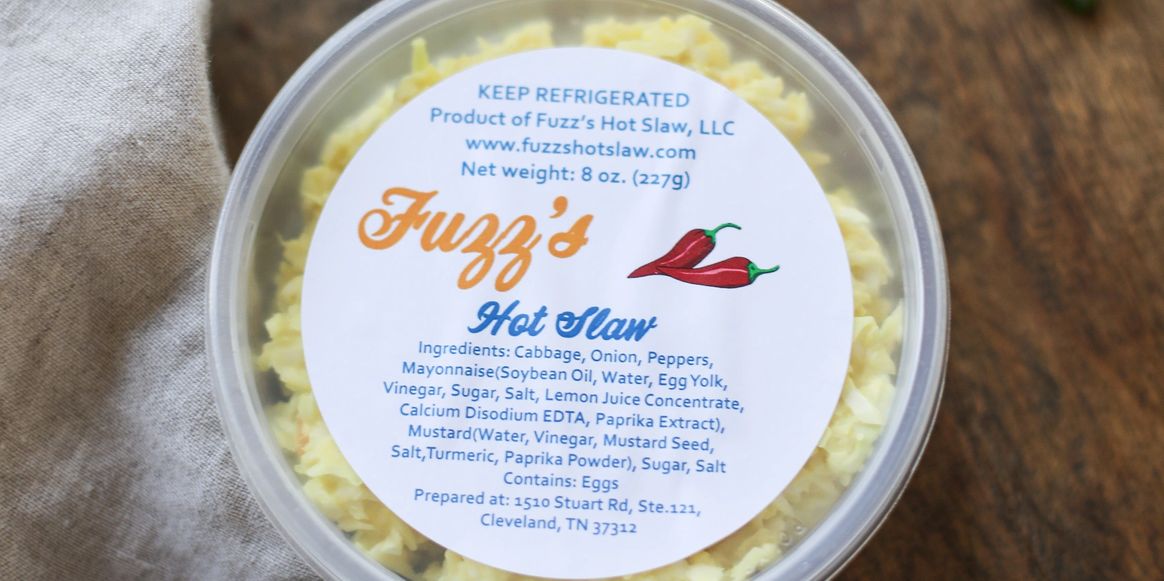 KEEP REFRIGERATED
Product of Fuzz's Hot Slaw, LLC
www.fuzzshotslaw.com
Net weight: 8 oz. (227g)
Fuzz's
Hot Slaw
Ingredients: Cabbage, Onion, Peppers,
Mayonnaise(Soybean Oil, Water, Egg Yolk,
Vinegar, Sugar, Salt, Lemon Juice Concentrate,
Calcium Disodium EDTA, Paprika Extract),
Mustard(Water, Vinegar, Mustard Seed,
Salt,Turmeric, Paprika Powder), Sugar, Salt
Contains: Eggs
Prepared at: 1510 Stuart Rd, Ste.121,
Cleveland, TN 37312